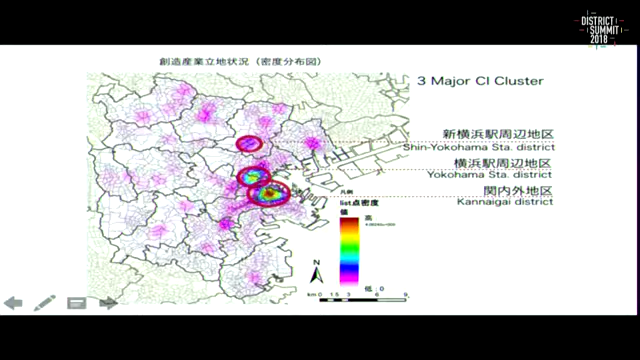 DISTRICT
SUMMIT
2018
創造産業立地状況（密度分布図）
3 Major CI Cluster
新横浜駅周辺地区
Shin-Yokohama Sta. district
横浜駅周辺地区
Yokohama Sta. district
関内外地区
Kannaigai district
凡例
list点密度
値
高
低 : 0
N
km 0 1.5 3 6 9